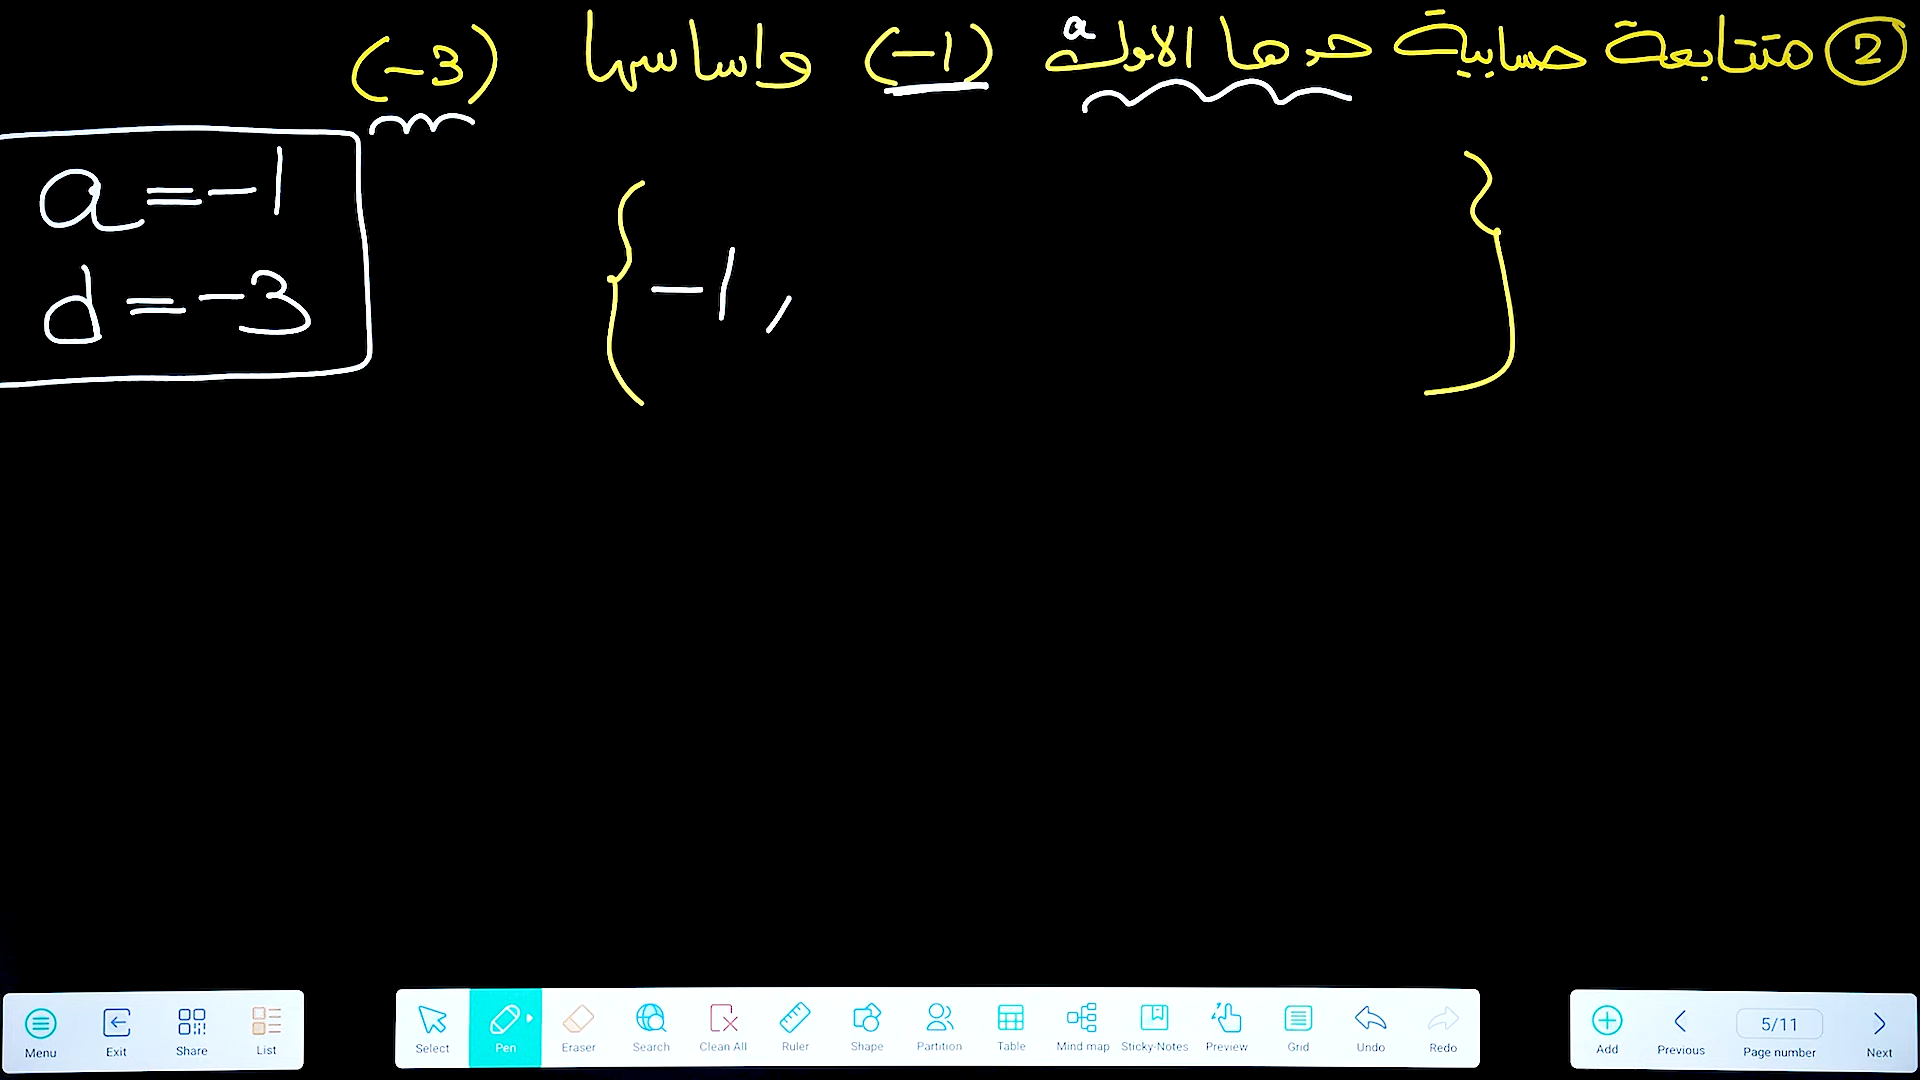 ② متتابعة حسابية حدها الاول (-1) واساسها (-3)
a
a = -1
d = -3
{ -1 , }
Menu Exit Share List
Select Pen Eraser Search Clean All Ruler Shape Partition Table Mind map Sticky-Notes Preview Grid Undo Redo
Add Previous 5/11 Page number Next